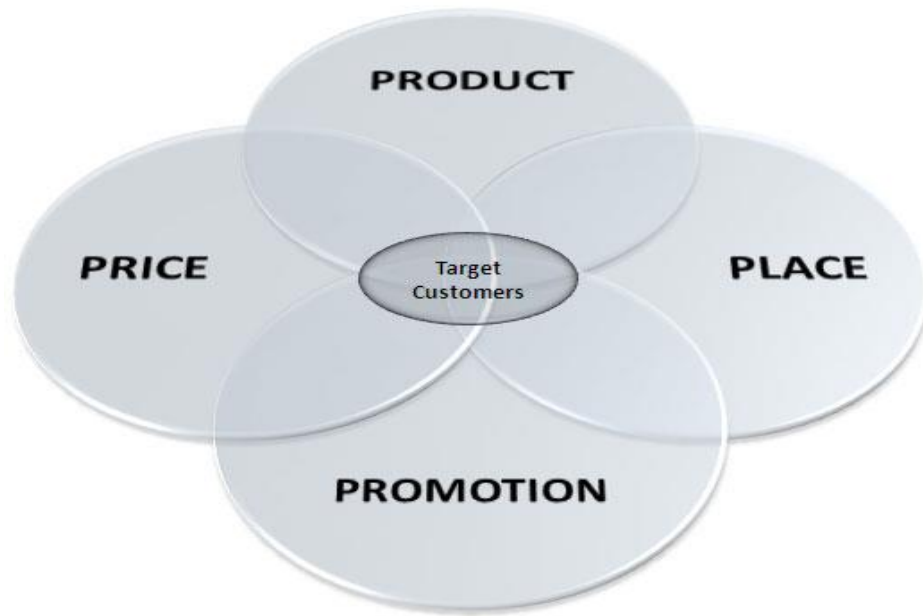 PRODUCT
PRICE
Target
Customers
PLACE
PROMOTION